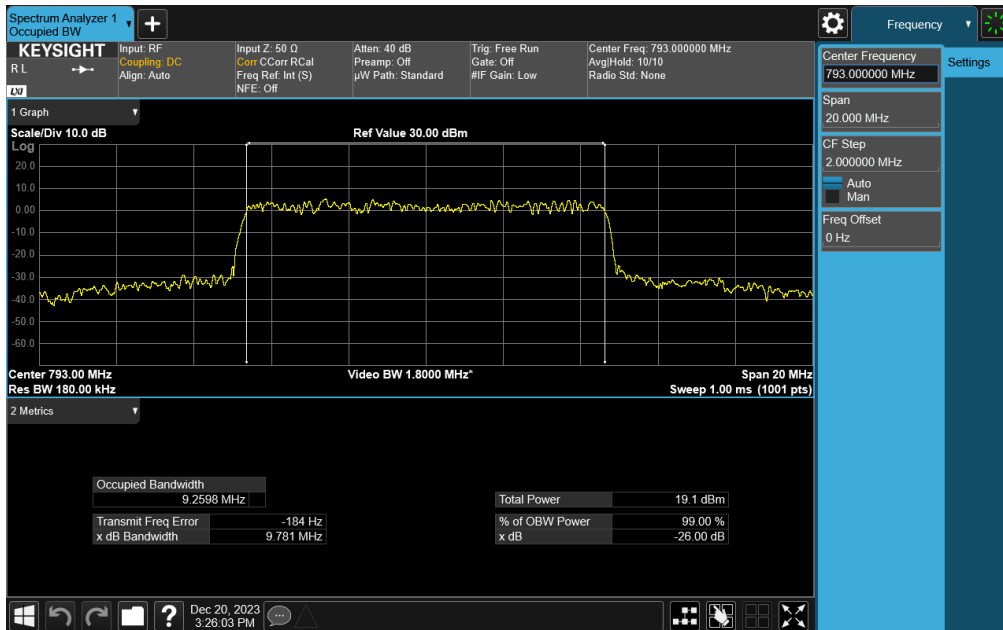 Spectrum Analyzer 1
Occupied BW
+
Frequency
KEYSIGHT
R L
LXI
Input: RF
Coupling: DC
Align: Auto
Input Z: 50 Ω
Corr CCorr RCal
Freq Ref: Int (S)
NFE: Off
Atten: 40 dB
Preamp: Off
µW Path: Standard
Trig: Free Run
Gate: Off
#IF Gain: Low
Center Freq: 793.000000 MHz
Avg|Hold: 10/10
Radio Std: None
Center Frequency
793.000000 MHz
Settings
Span
20.000 MHz
CF Step
2.000000 MHz
Auto
Man
Freq Offset
0 Hz
1 Graph
Scale/Div 10.0 dB
Ref Value 30.00 dBm
Log
20.0
10.0
0.00
-10.0
-20.0
-30.0
-40.0
-50.0
-60.0
Center 793.00 MHz
Video BW 1.8000 MHz*
Span 20 MHz
Res BW 180.00 kHz
Sweep 1.00 ms (1001 pts)
2 Metrics
Occupied Bandwidth
9.2598 MHz
Total Power 19.1 dBm
Transmit Freq Error -184 Hz
% of OBW Power 99.00 %
x dB Bandwidth 9.781 MHz
x dB -26.00 dB
?
Dec 20, 2023
3:26:03 PM